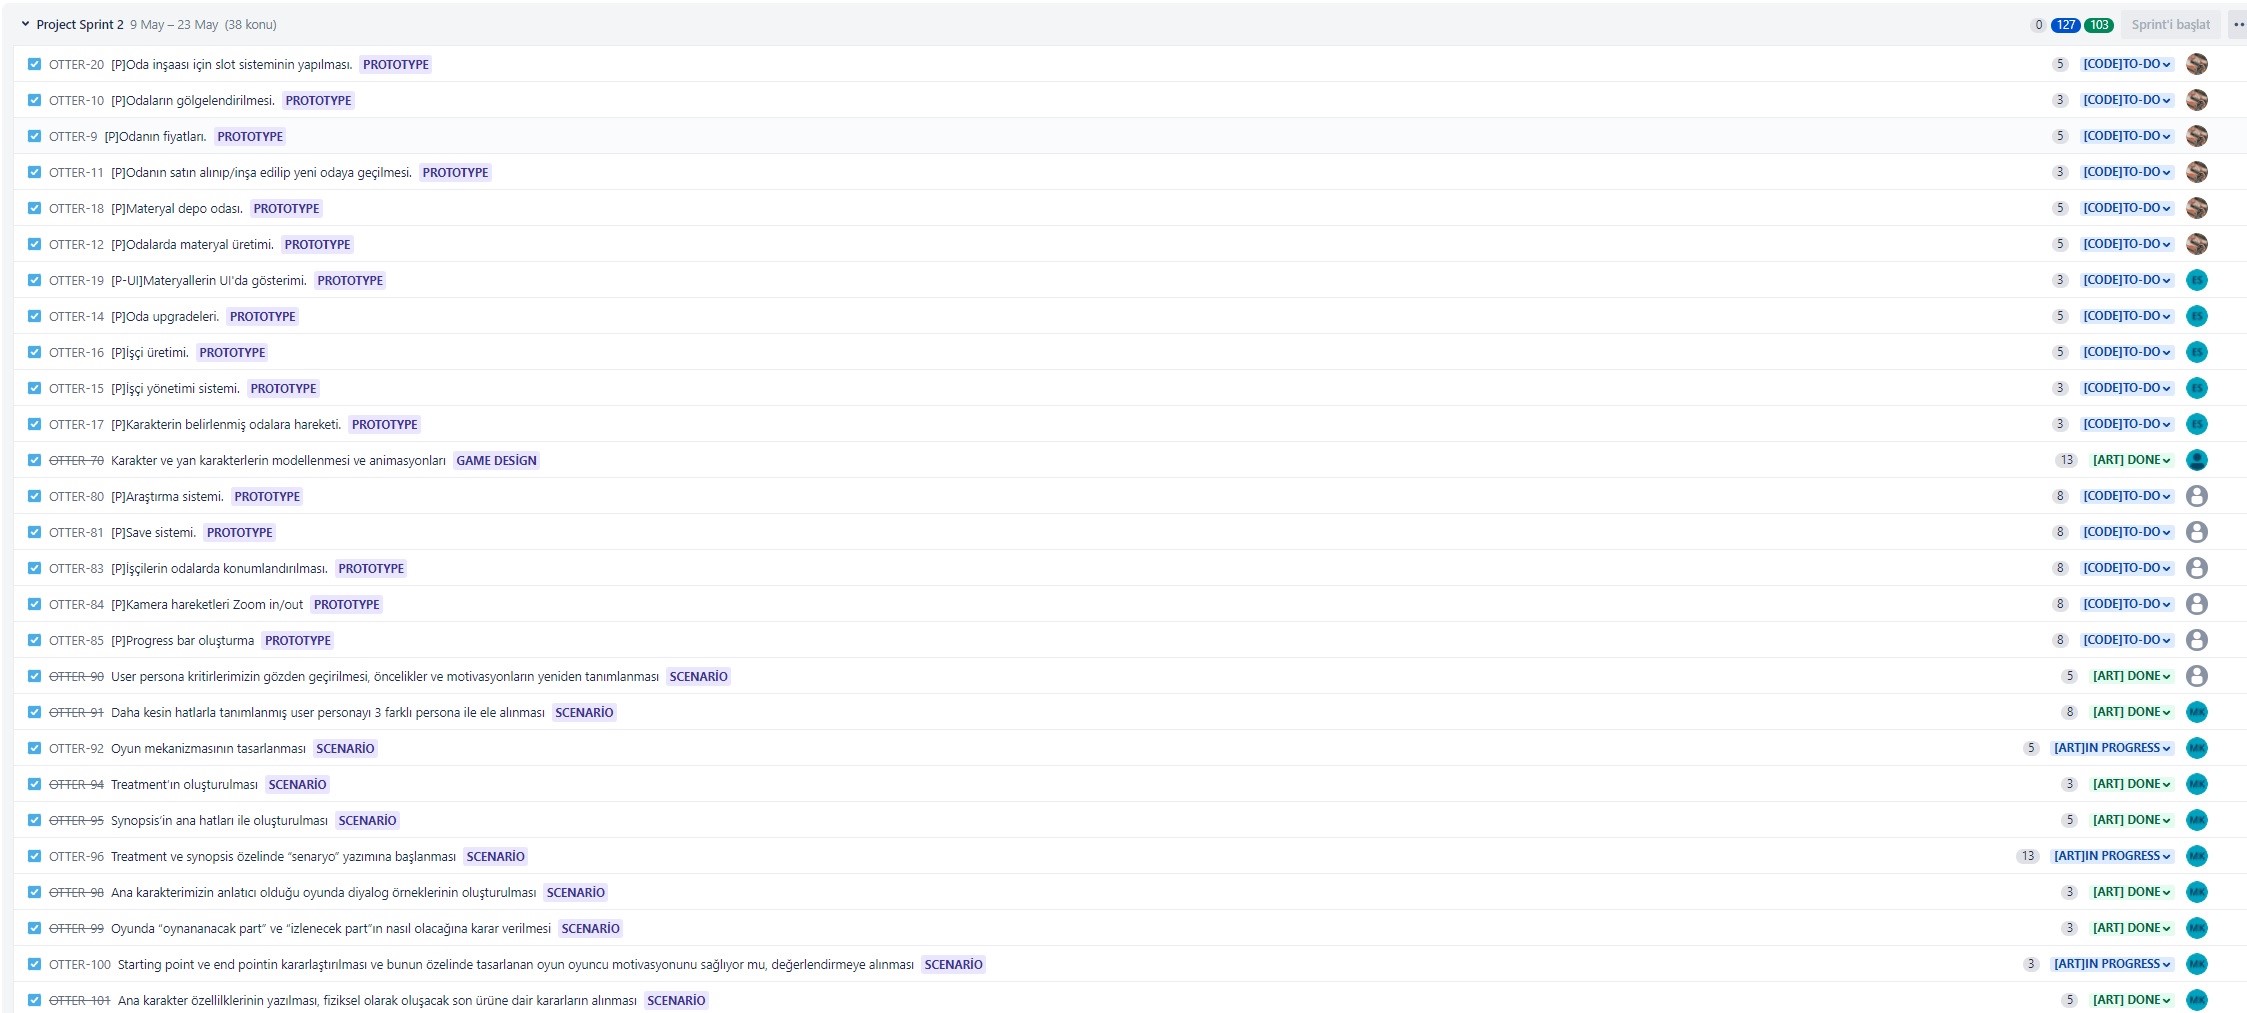 Project Sprint 2 9 May – 23 May (38 konu) 0 127 103 Sprint'i başlat
OTTER-20 [P]Oda inşaası için slot sisteminin yapılması. PROTOTYPE 5 [CODE]TO-DO
OTTER-10 [P]Odaların gölgelendirilmesi. PROTOTYPE 3 [CODE]TO-DO
OTTER-9 [P]Odanın fiyatları. PROTOTYPE 5 [CODE]TO-DO
OTTER-11 [P]Odanın satın alınıp/inşa edilip yeni odaya geçilmesi. PROTOTYPE 3 [CODE]TO-DO
OTTER-18 [P]Materyal depo odası. PROTOTYPE 5 [CODE]TO-DO
OTTER-12 [P]Odalarda materyal üretimi. PROTOTYPE 5 [CODE]TO-DO
OTTER-19 [P-UI]Materyallerin UI'da gösterimi. PROTOTYPE 3 [CODE]TO-DO ES
OTTER-14 [P]Oda upgradeleri. PROTOTYPE 5 [CODE]TO-DO ES
OTTER-16 [P]İşçi üretimi. PROTOTYPE 5 [CODE]TO-DO ES
OTTER-15 [P]İşçi yönetimi sistemi. PROTOTYPE 3 [CODE]TO-DO ES
OTTER-17 [P]Karakterin belirlenmiş odalara hareketi. PROTOTYPE 3 [CODE]TO-DO ES
OTTER-70 Karakter ve yan karakterlerin modellenmesi ve animasyonları GAME DESİGN 13 [ART] DONE
OTTER-80 [P]Araştırma sistemi. PROTOTYPE 8 [CODE]TO-DO
OTTER-81 [P]Save sistemi. PROTOTYPE 8 [CODE]TO-DO
OTTER-83 [P]İşçilerin odalarda konumlandırılması. PROTOTYPE 8 [CODE]TO-DO
OTTER-84 [P]Kamera hareketleri Zoom in/out PROTOTYPE 8 [CODE]TO-DO
OTTER-85 [P]Progress bar oluşturma PROTOTYPE 8 [CODE]TO-DO
OTTER-90 User persona kritirlerimizin gözden geçirilmesi, öncelikler ve motivasyonların yeniden tanımlanması SCENARİO 5 [ART] DONE
OTTER-91 Daha kesin hatlarla tanımlanmış user personayı 3 farklı persona ile ele alınması SCENARİO 8 [ART] DONE MK
OTTER-92 Oyun mekanizmasının tasarlanması SCENARİO 5 [ART]IN PROGRESS MK
OTTER-94 Treatment'ın oluşturulması SCENARİO 3 [ART] DONE MK
OTTER-95 Synopsis'in ana hatları ile oluşturulması SCENARİO 5 [ART] DONE MK
OTTER-96 Treatment ve synopsis özelinde “senaryo” yazımına başlanması SCENARİO 13 [ART]IN PROGRESS MK
OTTER-98 Ana karakterimizin anlatıcı olduğu oyunda diyalog örneklerinin oluşturulması SCENARİO 3 [ART] DONE MK
OTTER-99 Oyunda “oynananacak part” ve “izlenecek part”ın nasıl olacağına karar verilmesi SCENARİO 3 [ART] DONE MK
OTTER-100 Starting point ve end pointin kararlaştırılması ve bunun özelinde tasarlanan oyun oyuncu motivasyonunu sağlıyor mu, değerlendirmeye alınması SCENARİO 3 [ART]IN PROGRESS MK
OTTER-101 Ana karakter özellilklerinin yazılması, fiziksel olarak oluşacak son ürüne dair kararların alınması SCENARİO 5 [ART] DONE MK